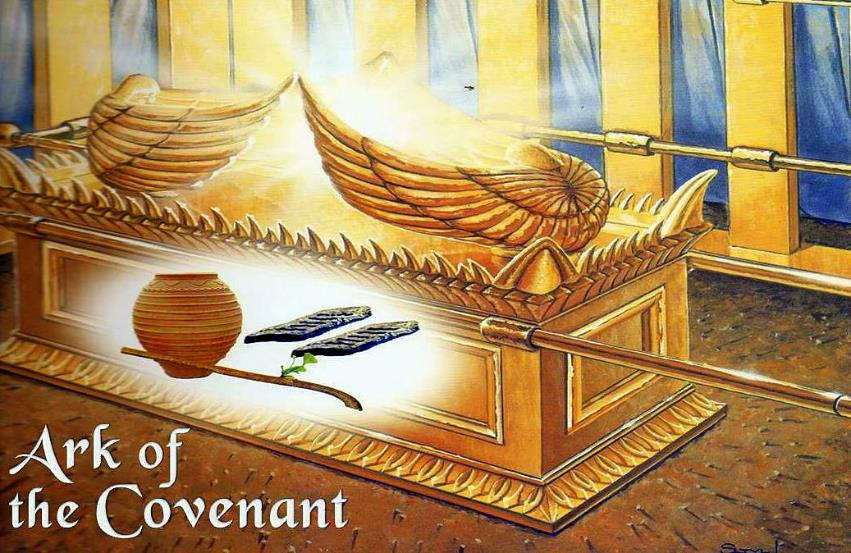 Ark of
the Covenant